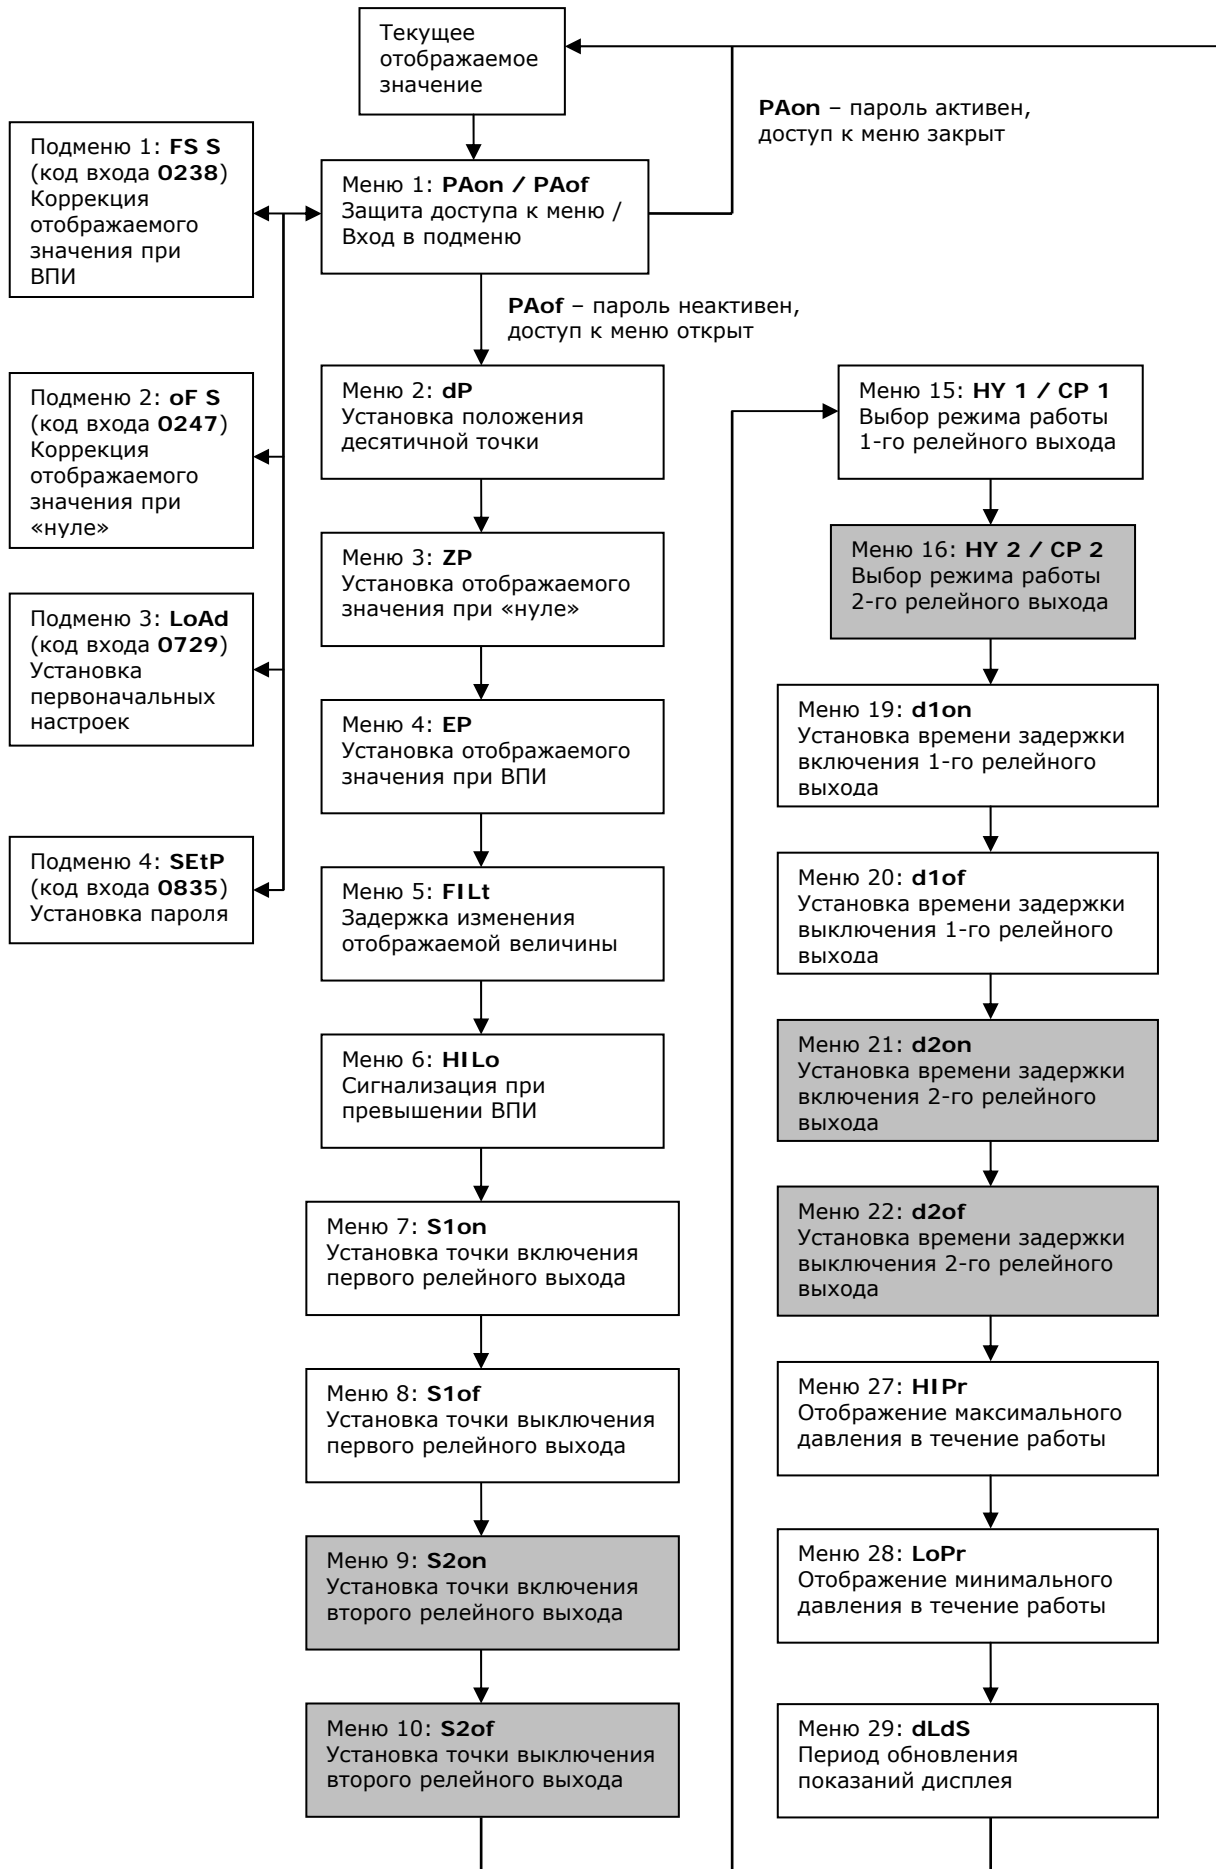 Текущее
отображаемое
значение
PAon – пароль активен,
доступ к меню закрыт
Подменю 1: FS S
(код входа 0238)
Коррекция
отображаемого
значения при
ВПИ
Меню 1: PAon / PAof
Защита доступа к меню /
Вход в подменю
PAof – пароль неактивен,
доступ к меню открыт
Подменю 2: oF S
(код входа 0247)
Коррекция
отображаемого
значения при
«нуле»
Подменю 3: LoAd
(код входа 0729)
Установка
первоначальных
настроек
Подменю 4: SEtP
(код входа 0835)
Установка пароля
Меню 2: dP
Установка положения
десятичной точки
Меню 3: ZP
Установка отображаемого
значения при «нуле»
Меню 4: EP
Установка отображаемого
значения при ВПИ
Меню 5: FILt
Задержка изменения
отображаемой величины
Меню 6: HILo
Сигнализация при
превышении ВПИ
Меню 7: S1on
Установка точки включения
первого релейного выхода
Меню 8: S1of
Установка точки выключения
первого релейного выхода
Меню 9: S2on
Установка точки включения
второго релейного выхода
Меню 10: S2of
Установка точки выключения
второго релейного выхода
Меню 15: HY 1 / CP 1
Выбор режима работы
1-го релейного выхода
Меню 16: HY 2 / CP 2
Выбор режима работы
2-го релейного выхода
Меню 19: d1on
Установка времени задержки
включения 1-го релейного
выхода
Меню 20: d1of
Установка времени задержки
выключения 1-го релейного
выхода
Меню 21: d2on
Установка времени задержки
включения 2-го релейного
выхода
Меню 22: d2of
Установка времени задержки
выключения 2-го релейного
выхода
Меню 27: HIPr
Отображение максимального
давления в течение работы
Меню 28: LoPr
Отображение минимального
давления в течение работы
Меню 29: dLdS
Период обновления
показаний дисплея